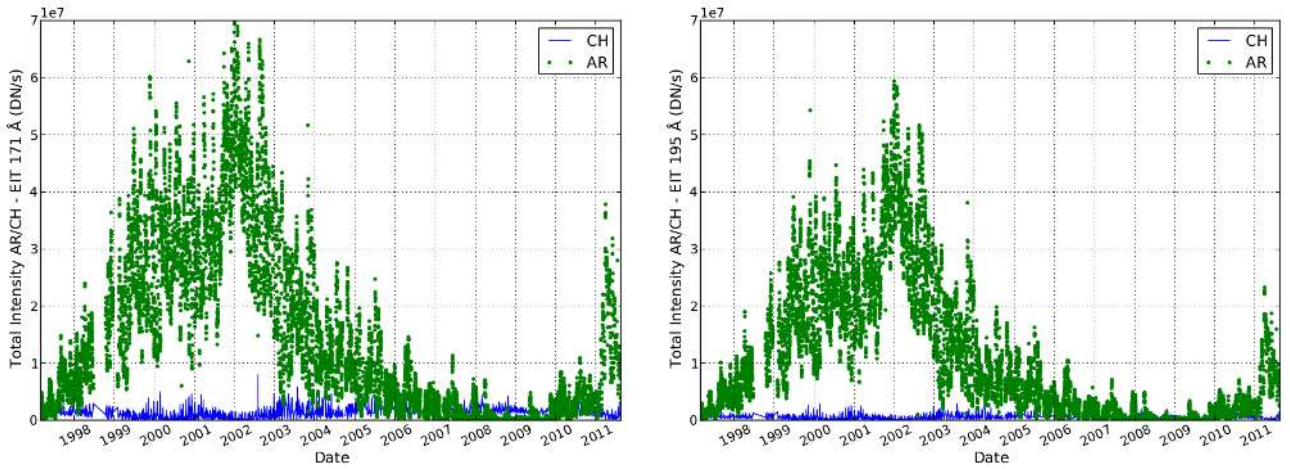 1e7
CH
AR
7
6
5
4
3
2
1
0
Total Intensity AR/CH - EIT 171 Å (DN/s)
1998 1999 2000 2001 2002 2003 2004 2005 2006 2007 2008 2009 2010 2011
Date
1e7
CH
AR
7
6
5
4
3
2
1
0
Total Intensity AR/CH - EIT 195 Å (DN/s)
1998 1999 2000 2001 2002 2003 2004 2005 2006 2007 2008 2009 2010 2011
Date